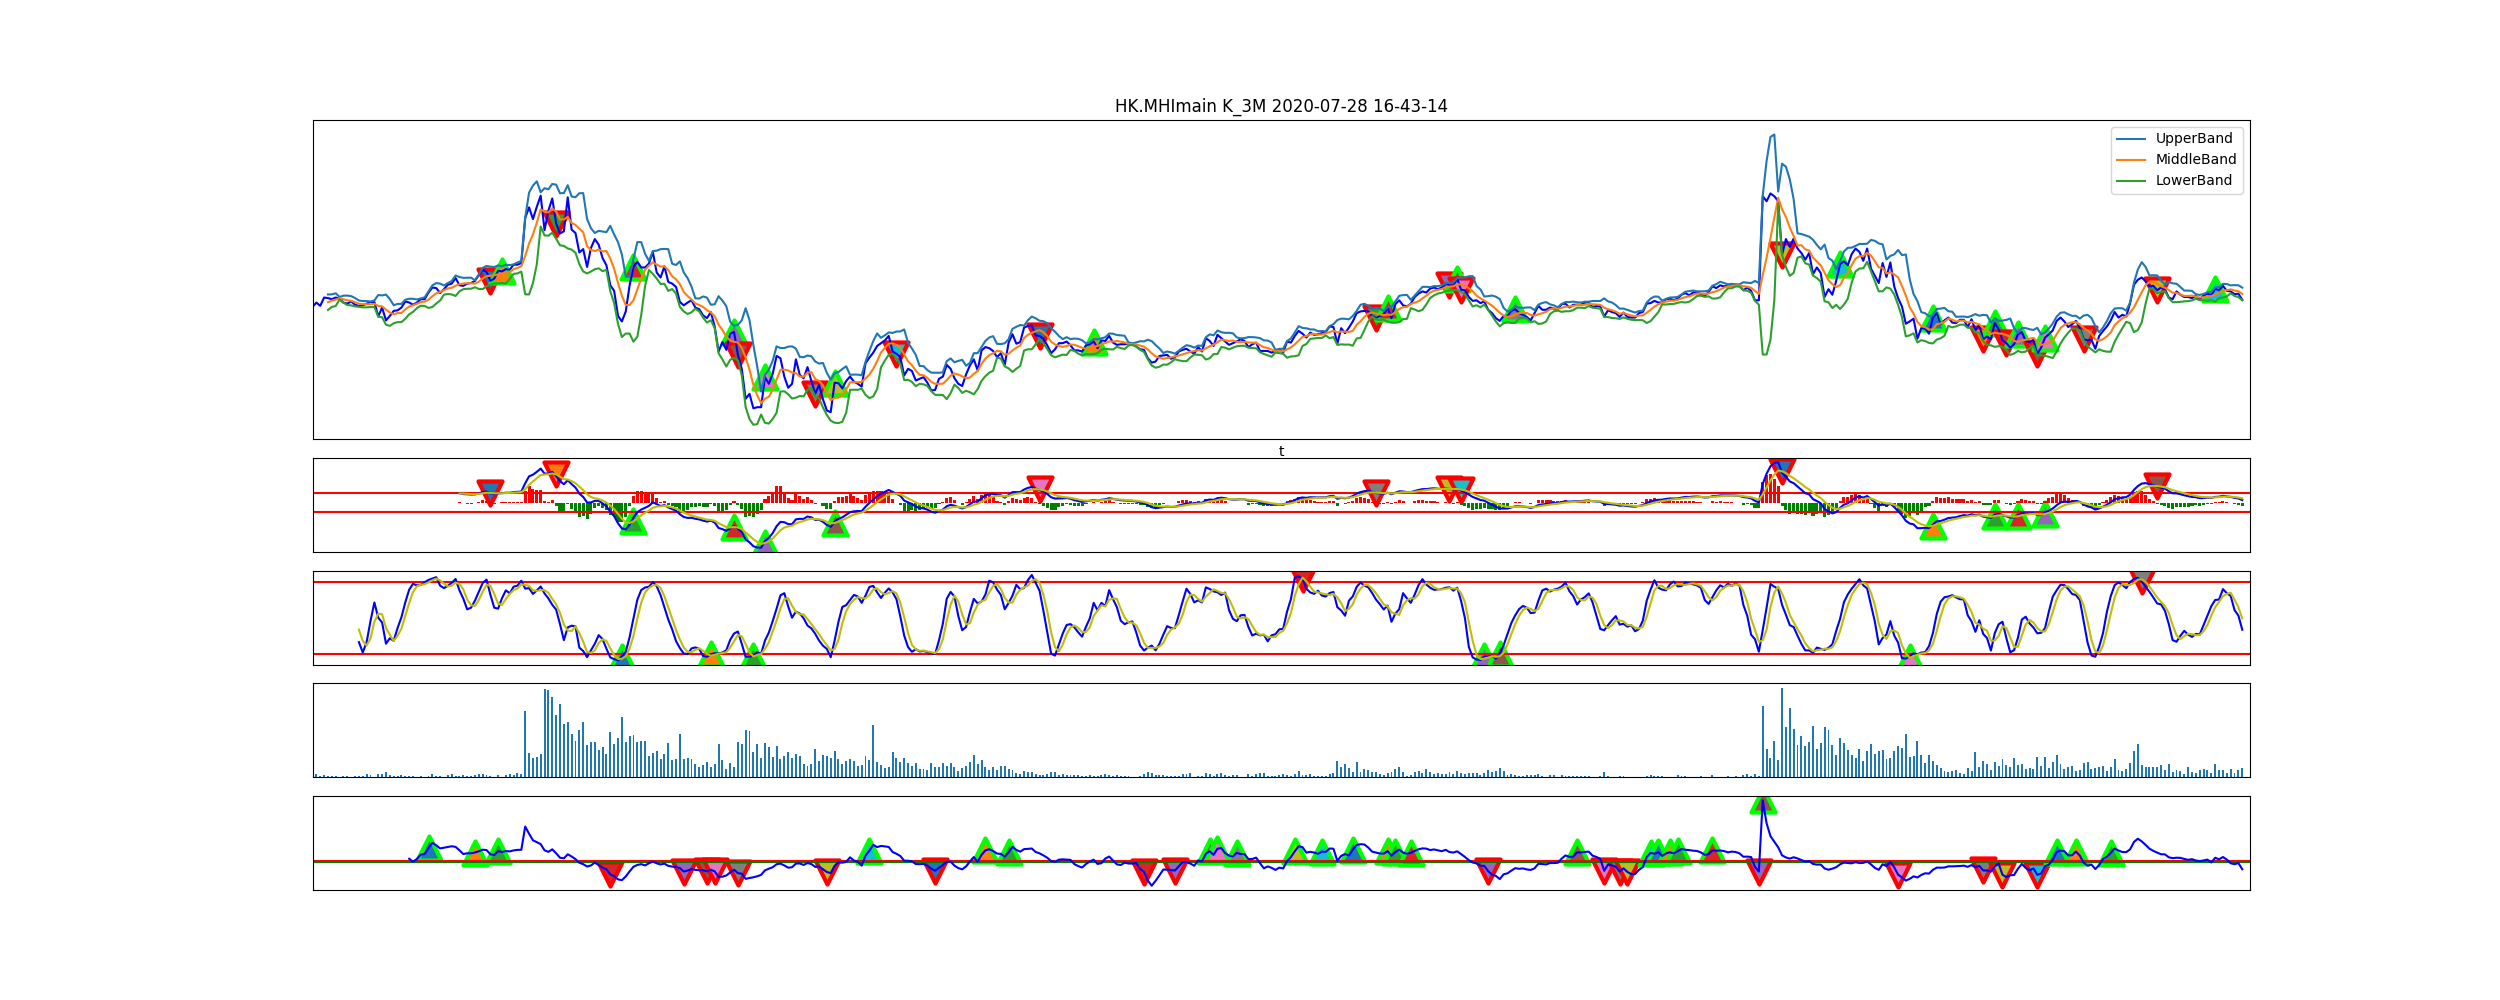 HK.MHImain K_3M 2020-07-28 16-43-14
UpperBand
MiddleBand
LowerBand
t